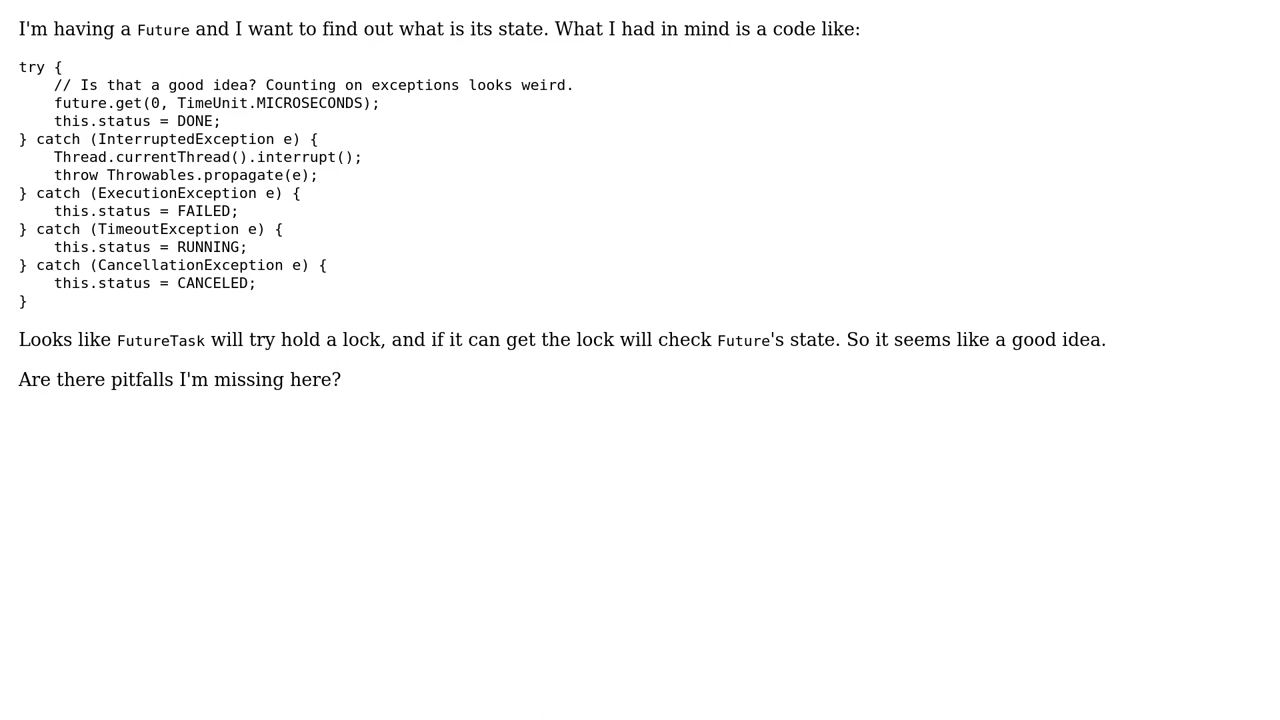 I'm having a Future and I want to find out what is its state. What I had in mind is a code like:
try {
    // Is that a good idea? Counting on exceptions looks weird.
    future.get(0, TimeUnit.MICROSECONDS);
    this.status = DONE;
} catch (InterruptedException e) {
    Thread.currentThread().interrupt();
    throw Throwables.propagate(e);
} catch (ExecutionException e) {
    this.status = FAILED;
} catch (TimeoutException e) {
    this.status = RUNNING;
} catch (CancellationException e) {
    this.status = CANCELED;
}
Looks like FutureTask will try hold a lock, and if it can get the lock will check Future's state. So it seems like a good idea.
Are there pitfalls I'm missing here?